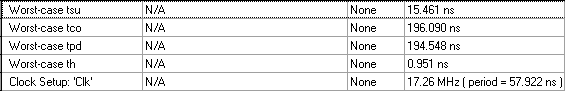 Worst-case tsu N/A None 15.461 ns
Worst-case tco N/A None 196.090 ns
Worst-case tpd N/A None 194.548 ns
Worst-case th N/A None 0.951 ns
Clock Setup: 'Clk' N/A None 17.26 MHz ( period = 57.922 ns )